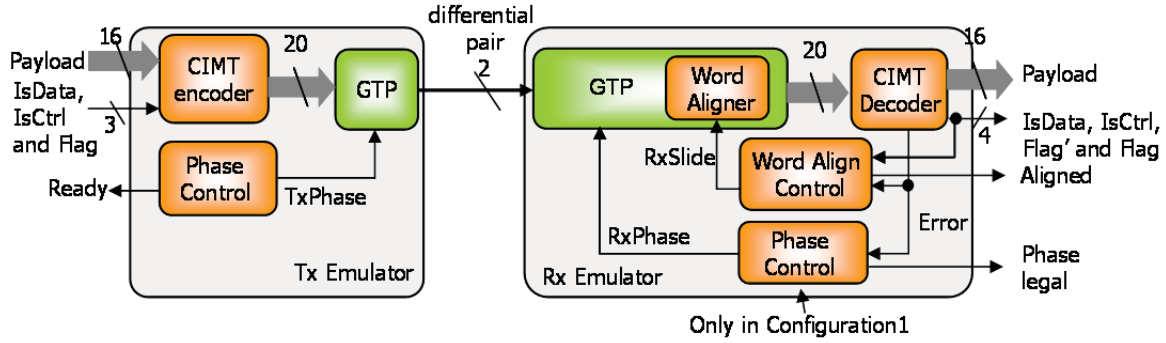 16
Payload
IsData,
IsCtrl
and Flag
3
CIMT
encoder
20
GTP
Phase
Control
Ready
TxPhase
Tx Emulator
differential
pair
2
GTP
Word
Aligner
20
CIMT
Decoder
16
Payload
4
IsData, IsCtrl,
Flag' and Flag
RxSlide
Word Align
Control
Aligned
Error
RxPhase
Phase
Control
Phase
legal
Rx Emulator
Only in Configuration1